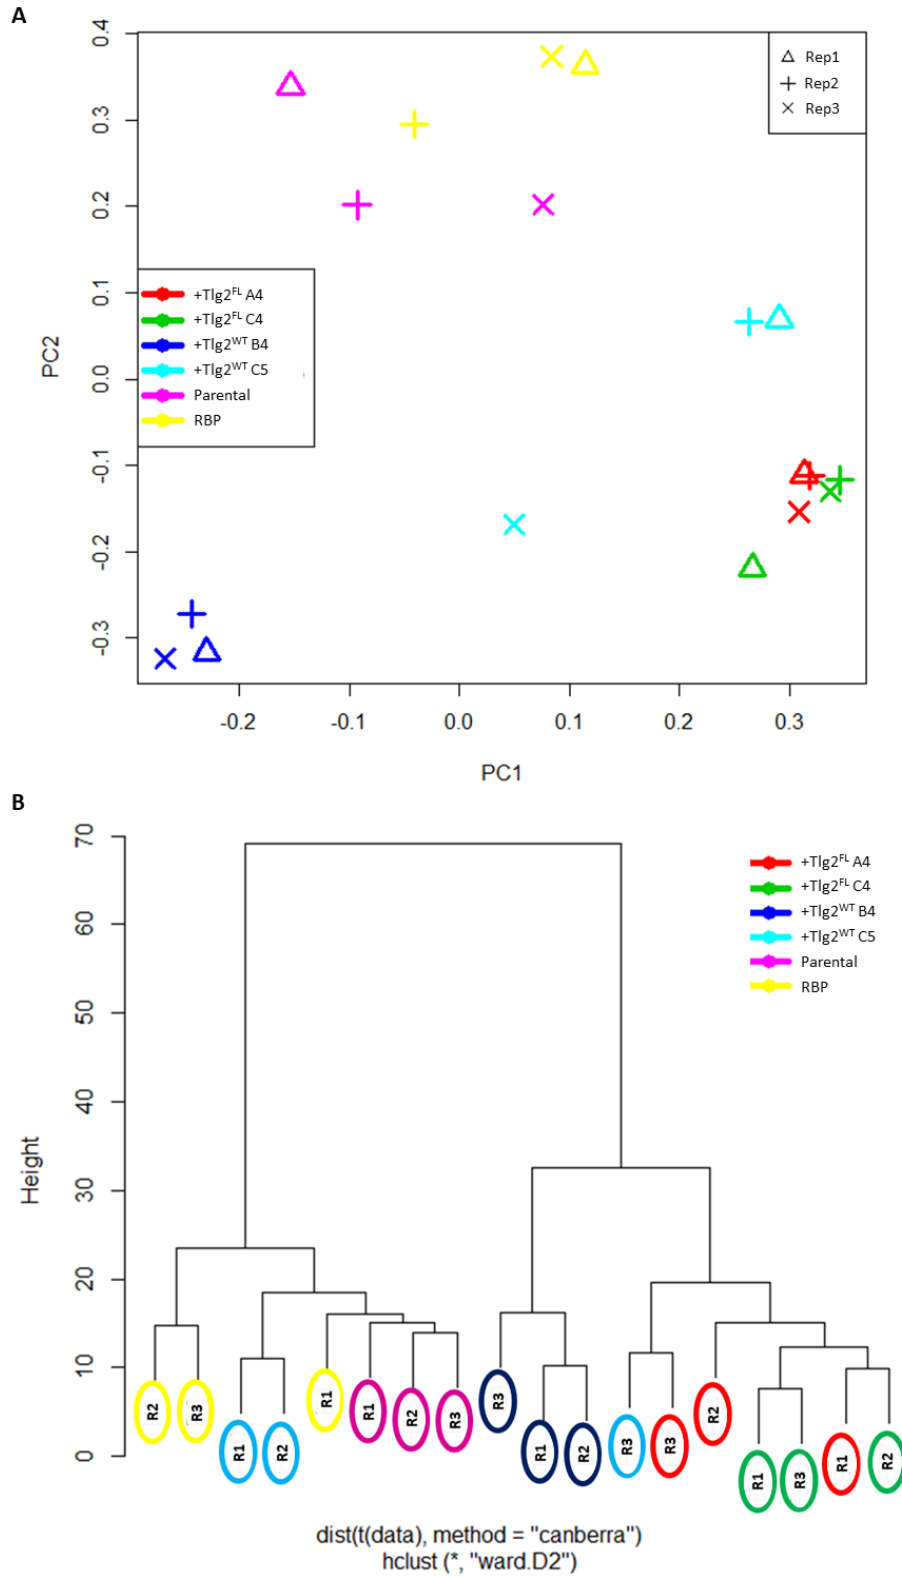 A
0.4
0.3
0.2
0.1
0.0
-0.1
-0.2
-0.3
PC2
Rep1
Rep2
Rep3
+Tlg2FL A4
+Tlg2FL C4
+Tlg2WT B4
+Tlg2WT C5
Parental
RBP
-0.2 -0.1 0.0 0.1 0.2 0.3
PC1
B
70
60
50
40
30
20
10
0
Height
+Tlg2FL A4
+Tlg2FL C4
+Tlg2WT B4
+Tlg2WT C5
Parental
RBP
R2 R3 R1 R2 R1 R1 R2 R3 R3 R1 R2 R3 R3 R2 R1 R3 R1 R2
dist(t(data), method = "canberra")
hclust (*, "ward.D2")